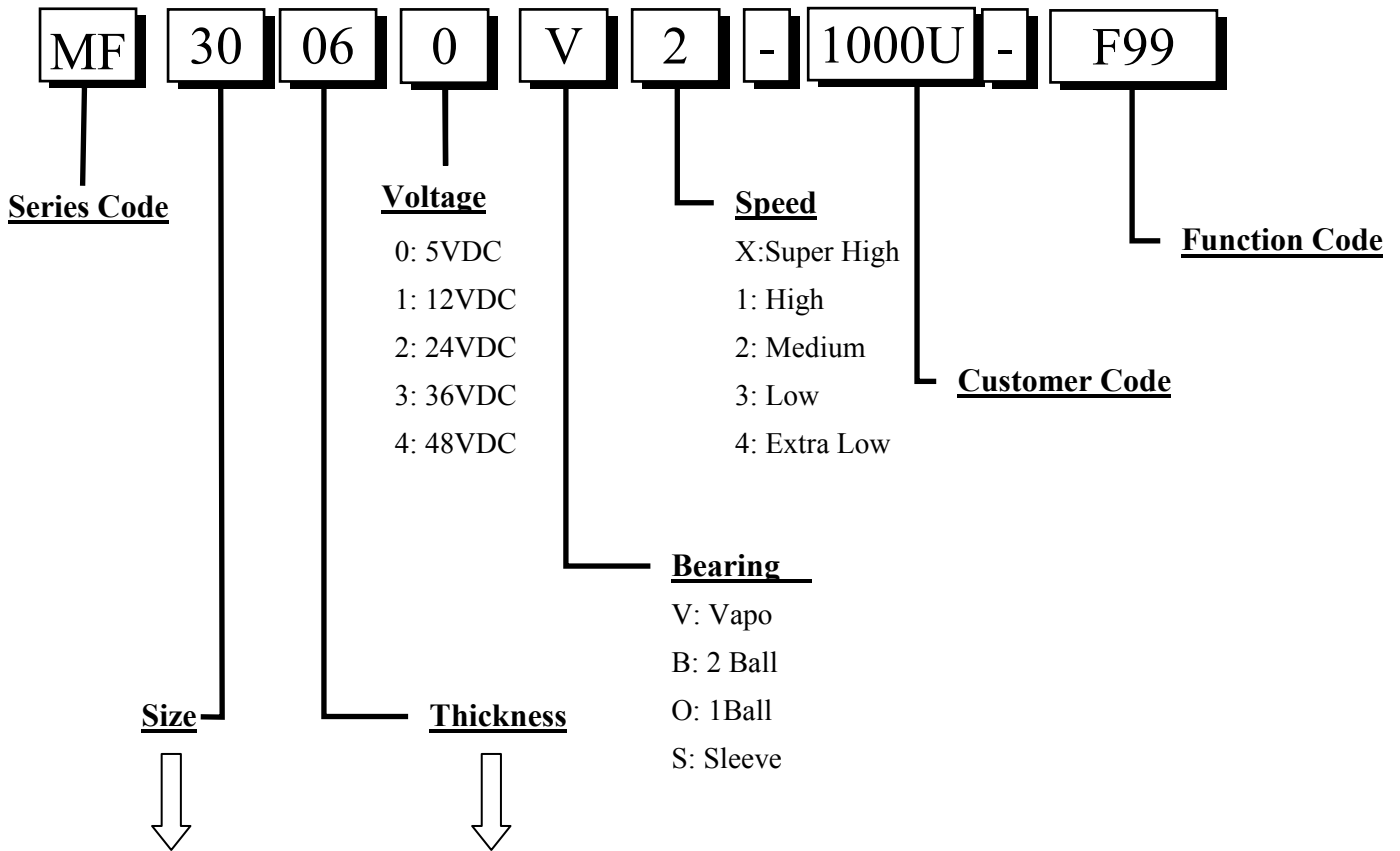 MF 30 06 0 V 2 - 1000U - F99
Series Code
Voltage
0: 5VDC
1: 12VDC
2: 24VDC
3: 36VDC
4: 48VDC
Speed
X:Super High
1: High
2: Medium
3: Low
4: Extra Low
Function Code
Customer Code
Bearing
V: Vapo
B: 2 Ball
O: 1Ball
S: Sleeve
Size
Thickness